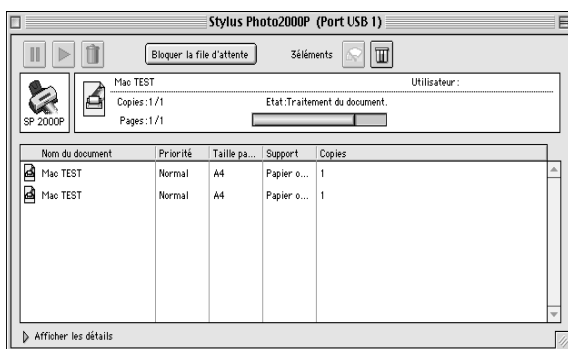 Stylus Photo2000P (Port USB 1)
Bloquer la file d'attente 3éléments
Mac TEST Utilisateur :
Copies :1/1 Etat :Traitement du document.
Pages :1/1
SP 2000P
Nom du document Priorité Taille pa... Support Copies
Mac TEST Normal A4 Papier o... 1
Mac TEST Normal A4 Papier o... 1
Afficher les détails